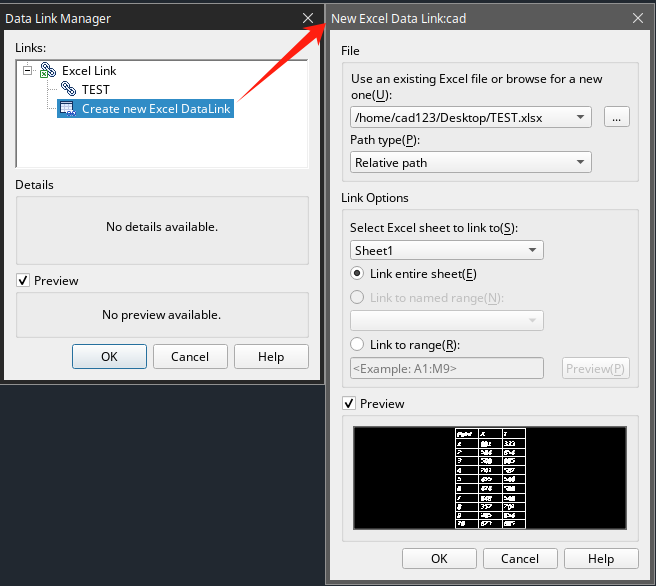 Data Link Manager
Links:
Excel Link
TEST
Create new Excel DataLink
Details
No details available.
Preview
No preview available.
OK
Cancel
Help
New Excel Data Link:cad
File
Use an existing Excel file or browse for a new
one(U):
/home/cad123/Desktop/TEST.xlsx
...
Path type(P):
Relative path
Link Options
Select Excel sheet to link to(S):
Sheet1
Link entire sheet(E)
Link to named range(N):
Link to range(R):
<Example: A1:M9>
Preview(P)
Preview
OK
Cancel
Help